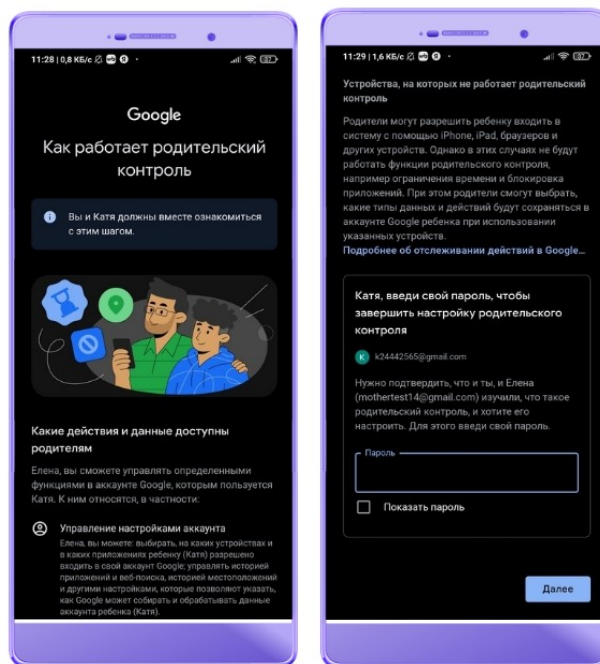 11:28 | 0,8 КБ/с
37
Google
Как работает родительский
контроль
Вы и Катя должны вместе ознакомиться
с этим шагом.
Какие действия и данные доступны
родителям
Елена, вы сможете управлять определенными
функциями в аккаунте Google, которым пользуется
Катя. К ним относятся, в частности:
Управление настройками аккаунта
Елена, вы можете: выбирать, на каких устройствах и
в каких приложениях ребенку (Катя) разрешено
входить в свой аккаунт Google; управлять историей
приложений и веб-поиска, историей местоположений
и другими настройками, которые позволяют указать,
как Google может собирать и обрабатывать данные
аккаунта ребенка (Катя).
11:29 | 1,6 КБ/с
37
Устройства, на которых не работает родительский
контроль
Родители могут разрешить ребенку входить в
систему с помощью iPhone, iPad, браузеров и
других устройств. Однако в этих случаях не будут
работать функции родительского контроля,
например ограничения времени и блокировка
приложений. При этом родители смогут выбрать,
какие типы данных и действий будут сохраняться в
аккаунте Google ребенка при использовании
указанных устройств.
Подробнее об отслеживании действий в Google...
Катя, введи свой пароль, чтобы
завершить настройку родительского
контроля
K k24442565@gmail.com
Нужно подтвердить, что и ты, и Елена
(mothertest14@gmail.com) изучили, что такое
родительский контроль, и хотите его
настроить. Для этого введи свой пароль.
Пароль
Показать пароль
Далее